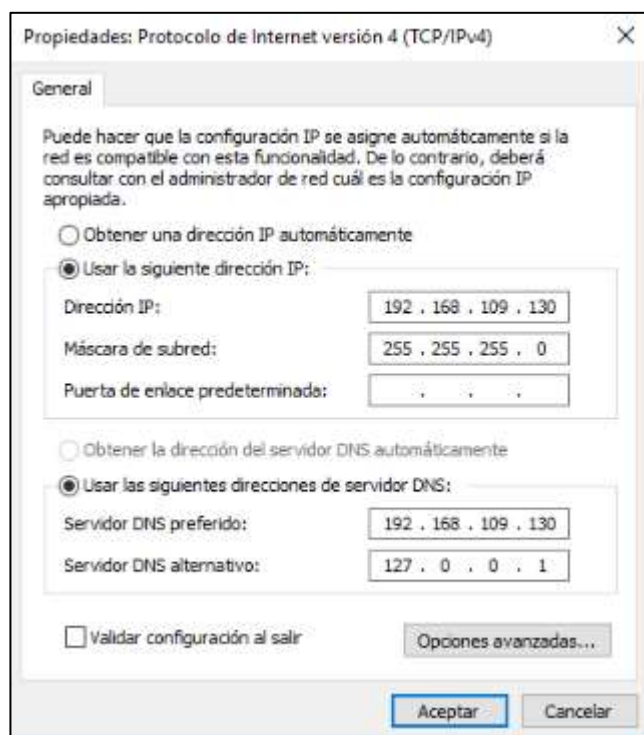 Propiedades: Protocolo de Internet versión 4 (TCP/IPv4)
General
Puede hacer que la configuración IP se asigne automáticamente si la
red es compatible con esta funcionalidad. De lo contrario, deberá
consultar con el administrador de red cuál es la configuración IP
apropiada.
Obtener una dirección IP automáticamente
Usar la siguiente dirección IP:
Dirección IP: 192 . 168 . 109 . 130
Máscara de subred: 255 . 255 . 255 . 0
Puerta de enlace predeterminada: . . .
Obtener la dirección del servidor DNS automáticamente
Usar las siguientes direcciones de servidor DNS:
Servidor DNS preferido: 192 . 168 . 109 . 130
Servidor DNS alternativo: 127 . 0 . 0 . 1
Validar configuración al salir Opciones avanzadas...
Aceptar Cancelar